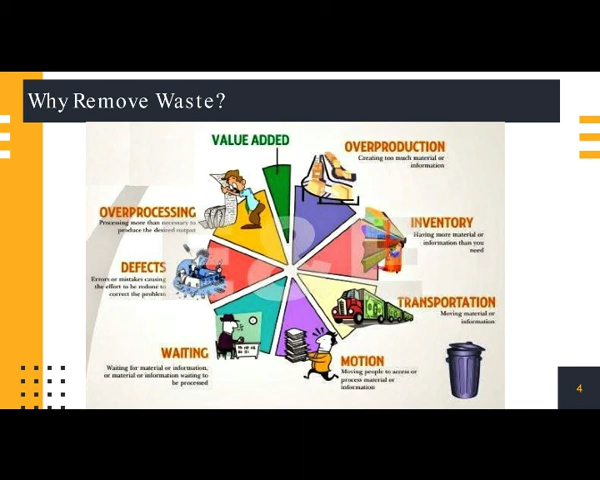 Why Remove Waste?
VALUE ADDED
OVERPRODUCTION
Creating too much material or
information
INVENTORY
Having more material or
information than you
need
TRANSPORTATION
Moving material or
information
MOTION
Moving people to access or
process material or
information
WAITING
Waiting for material or information,
or material or information waiting to
be processed
DEFECTS
Errors or mistakes causing
the effort to be redone to
correct the problem
OVERPROCESSING
Processing more than necessary to
produce the desired output
4